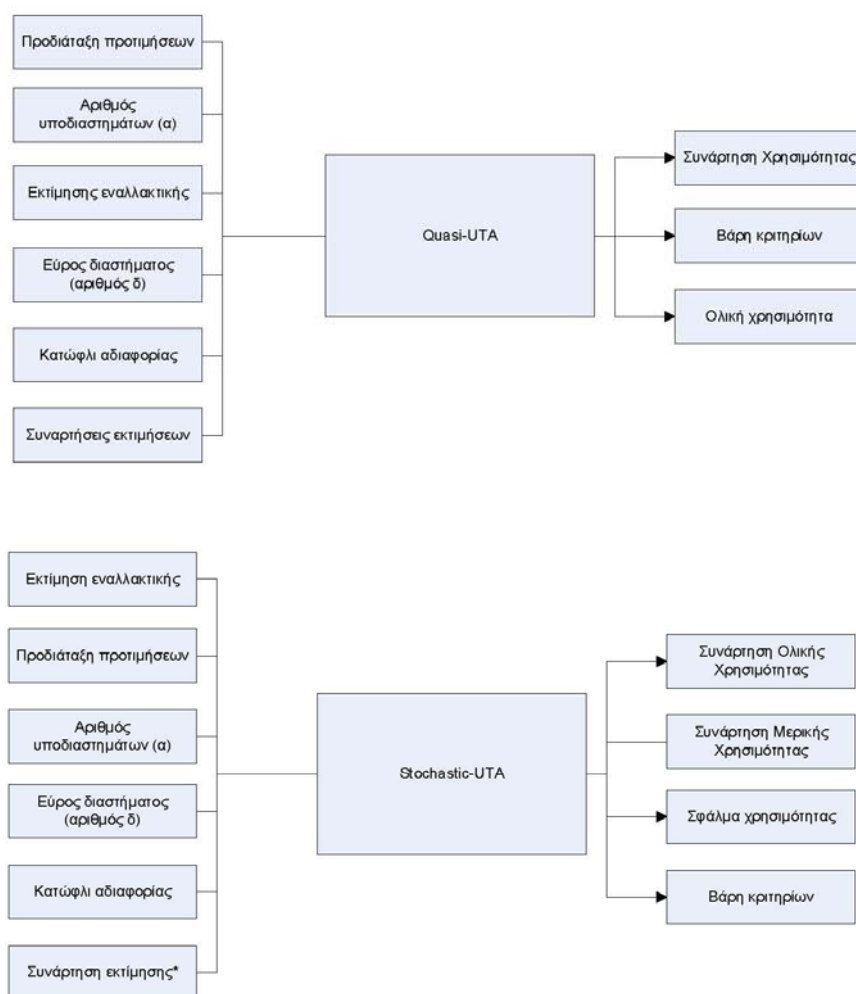 Προδιάταξη προτιμήσεων
Αριθμός
υποδιαστημάτων (α)
Εκτίμησης εναλλακτικής
Εύρος διαστήματος
(αριθμός δ)
Κατώφλι αδιαφορίας
Συναρτήσεις εκτιμήσεων
Quasi-UTA
Συνάρτηση Χρησιμότητας
Βάρη κριτηρίων
Ολική χρησιμότητα
Εκτίμηση εναλλακτικής
Προδιάταξη προτιμήσεων
Αριθμός
υποδιαστημάτων (α)
Εύρος διαστήματος
(αριθμός δ)
Κατώφλι αδιαφορίας
Συνάρτηση εκτίμησης*
Stochastic-UTA
Συνάρτηση Ολικής
Χρησιμότητας
Συνάρτηση Μερικής
Χρησιμότητας
Σφάλμα χρησιμότητας
Βάρη κριτηρίων